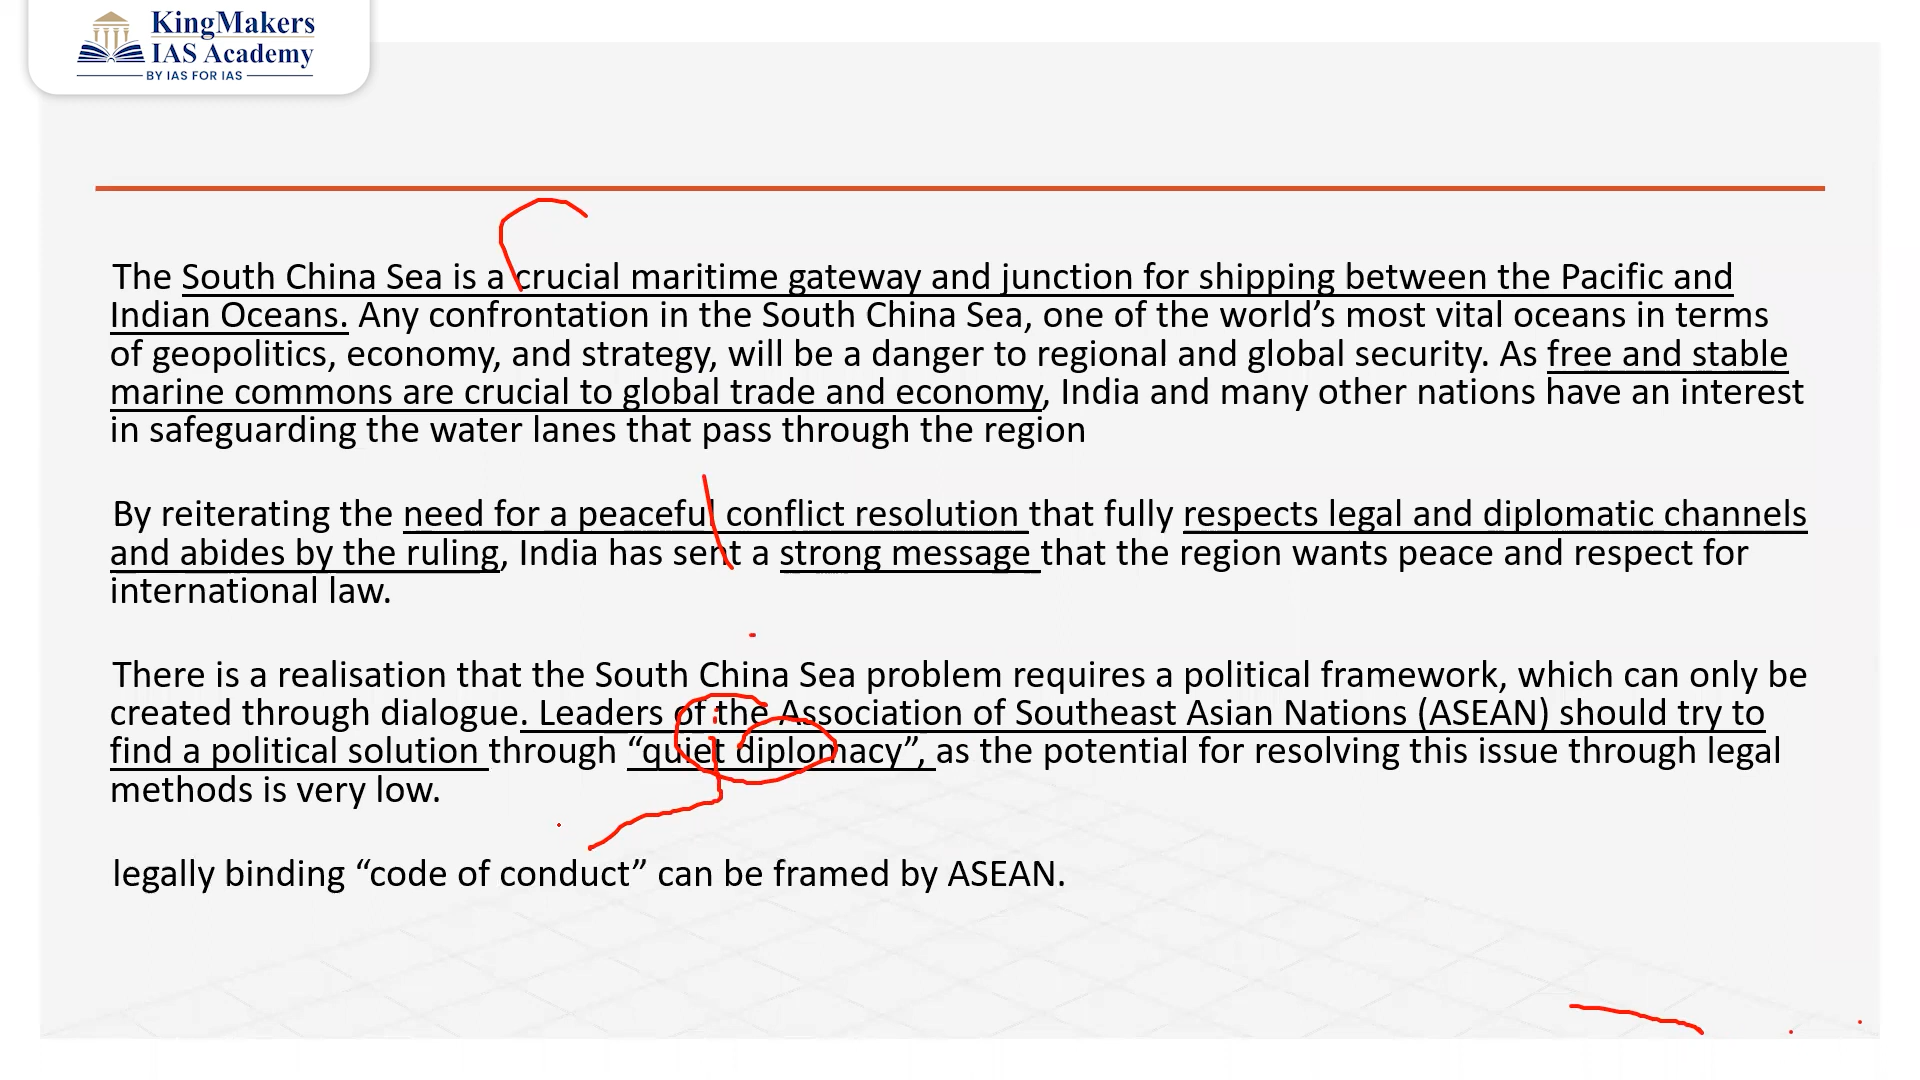 KingMakers
IAS Academy
BY IAS FOR IAS
The South China Sea is a crucial maritime gateway and junction for shipping between the Pacific and
Indian Oceans. Any confrontation in the South China Sea, one of the world’s most vital oceans in terms
of geopolitics, economy, and strategy, will be a danger to regional and global security. As free and stable
marine commons are crucial to global trade and economy, India and many other nations have an interest
in safeguarding the water lanes that pass through the region
By reiterating the need for a peaceful conflict resolution that fully respects legal and diplomatic channels
and abides by the ruling, India has sent a strong message that the region wants peace and respect for
international law.
There is a realisation that the South China Sea problem requires a political framework, which can only be
created through dialogue. Leaders of the Association of Southeast Asian Nations (ASEAN) should try to
find a political solution through “quiet diplomacy”, as the potential for resolving this issue through legal
methods is very low.
legally binding “code of conduct” can be framed by ASEAN.